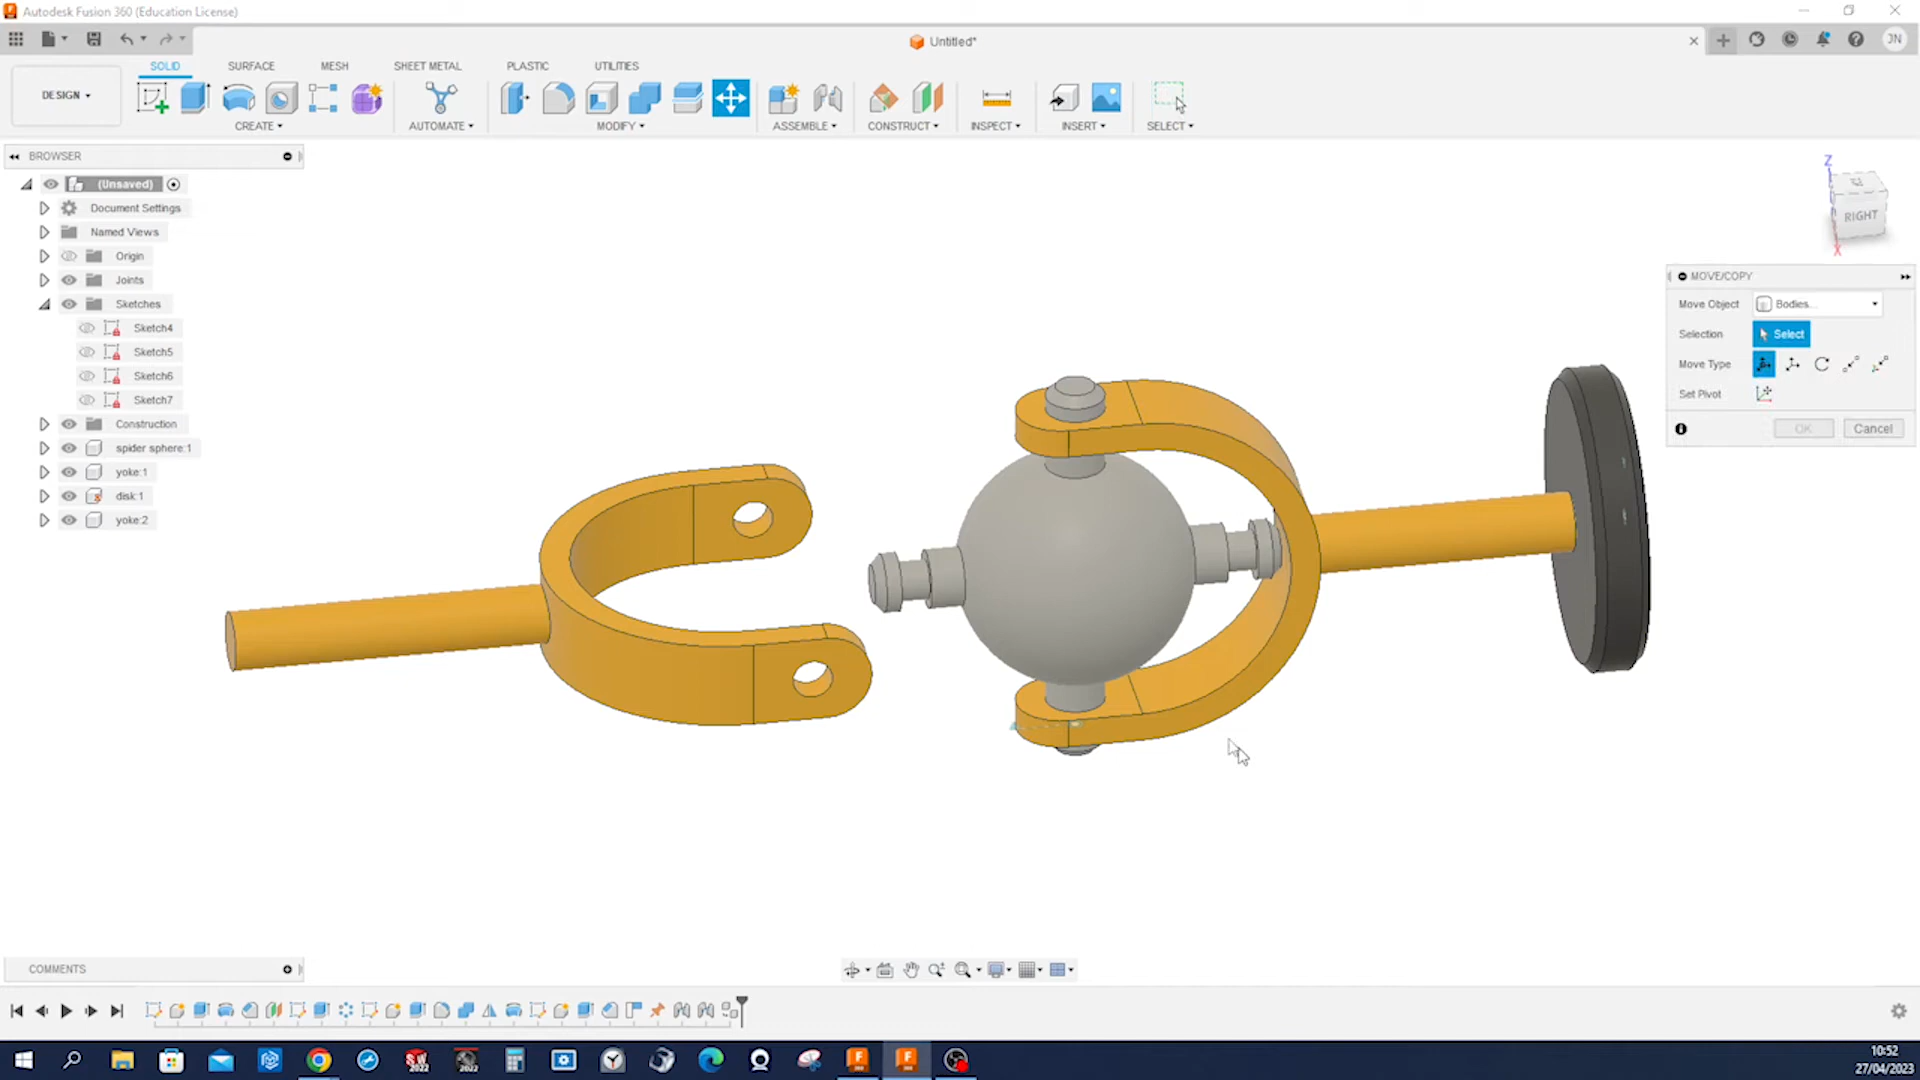 Autodesk Fusion 360 (Education License)
Untitled*
JN
DESIGN
SOLID
SURFACE
MESH
SHEET METAL
PLASTIC
UTILITIES
CREATE
AUTOMATE
MODIFY
ASSEMBLE
CONSTRUCT
INSPECT
INSERT
SELECT
BROWSER
(Unsaved)
Document Settings
Named Views
Origin
Joints
Sketches
Sketch4
Sketch5
Sketch6
Sketch7
Construction
spider sphere:1
yoke:1
disk:1
yoke:2
Z
RIGHT
X
MOVE/COPY
Move Object Bodies...
Selection Select
Move Type
Set Pivot
OK Cancel
COMMENTS
10:52
27/04/2023